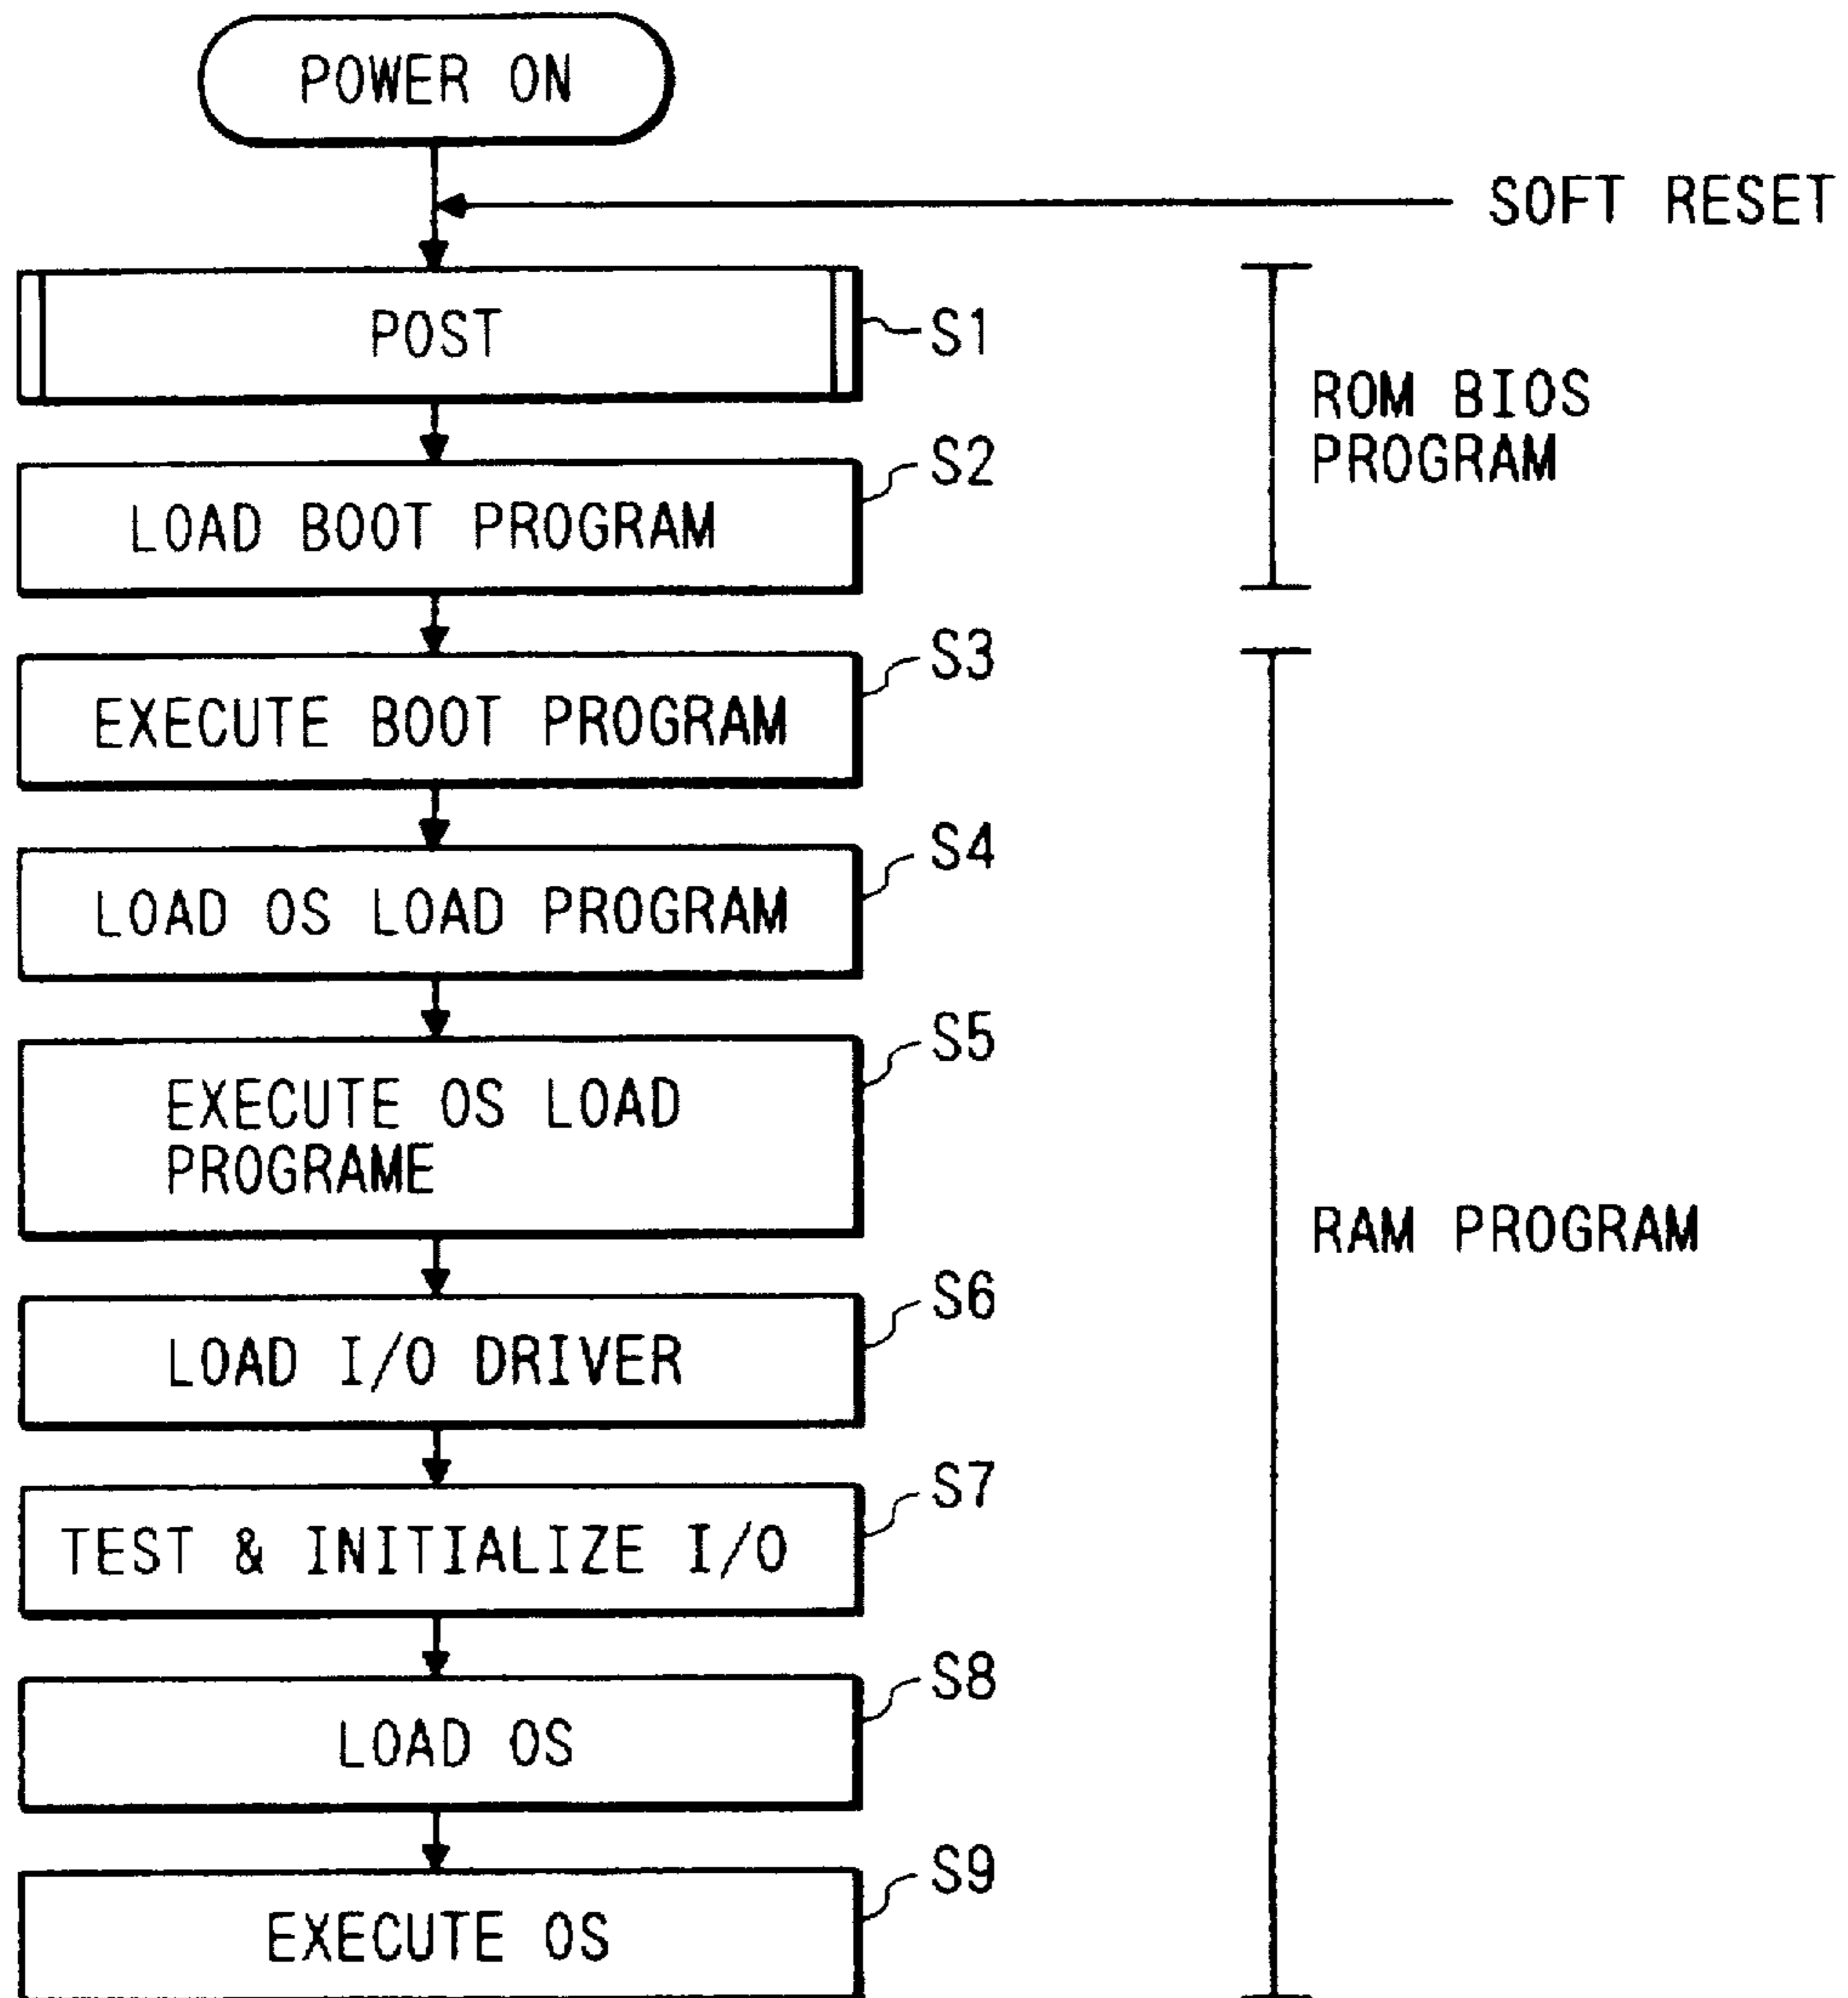 POWER ON
SOFT RESET
POST
S1
ROM BIOS
PROGRAM
S2
LOAD BOOT PROGRAM
S3
EXECUTE BOOT PROGRAM
S4
LOAD OS LOAD PROGRAM
S5
EXECUTE OS LOAD
PROGRAME
RAM PROGRAM
S6
LOAD I/O DRIVER
S7
TEST & INITIALIZE I/O
S8
LOAD OS
S9
EXECUTE OS